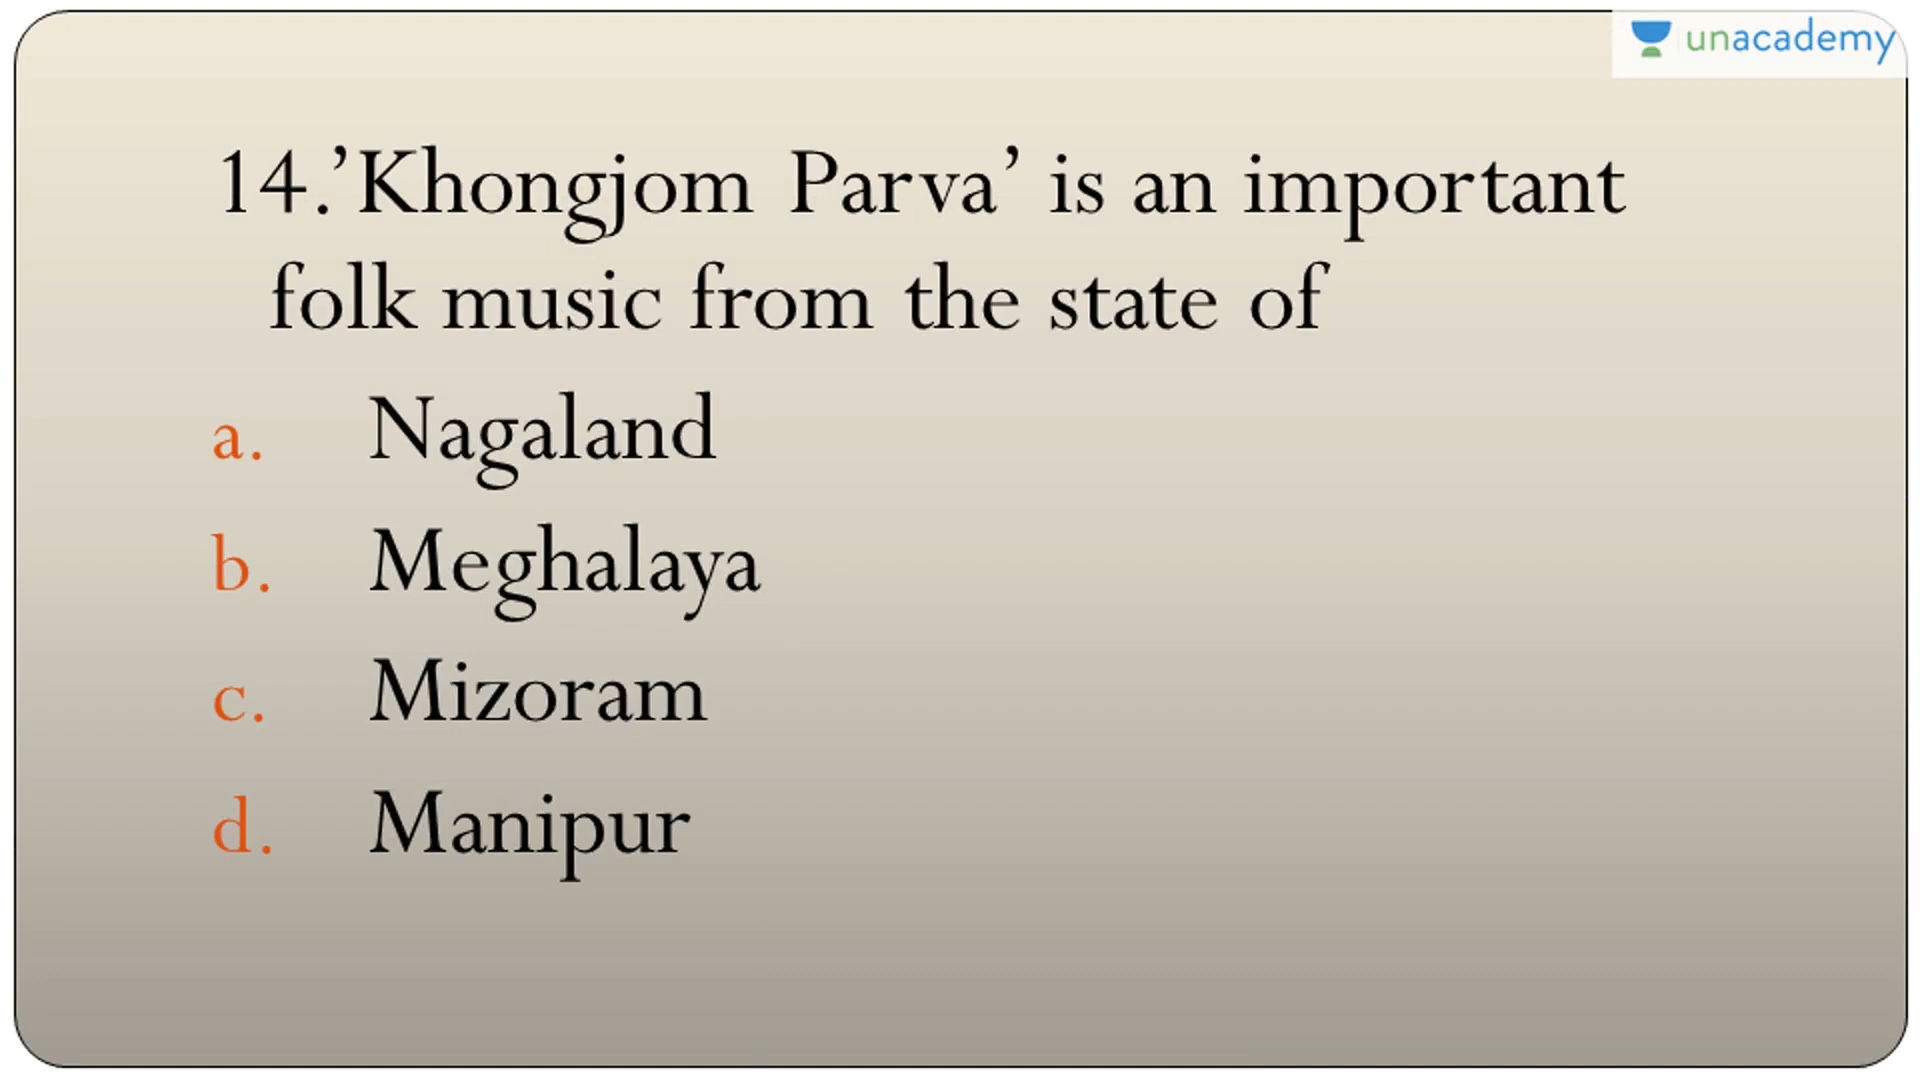 unacademy
14.’Khongjom Parva’ is an important
folk music from the state of
a. Nagaland
b. Meghalaya
c. Mizoram
d. Manipur